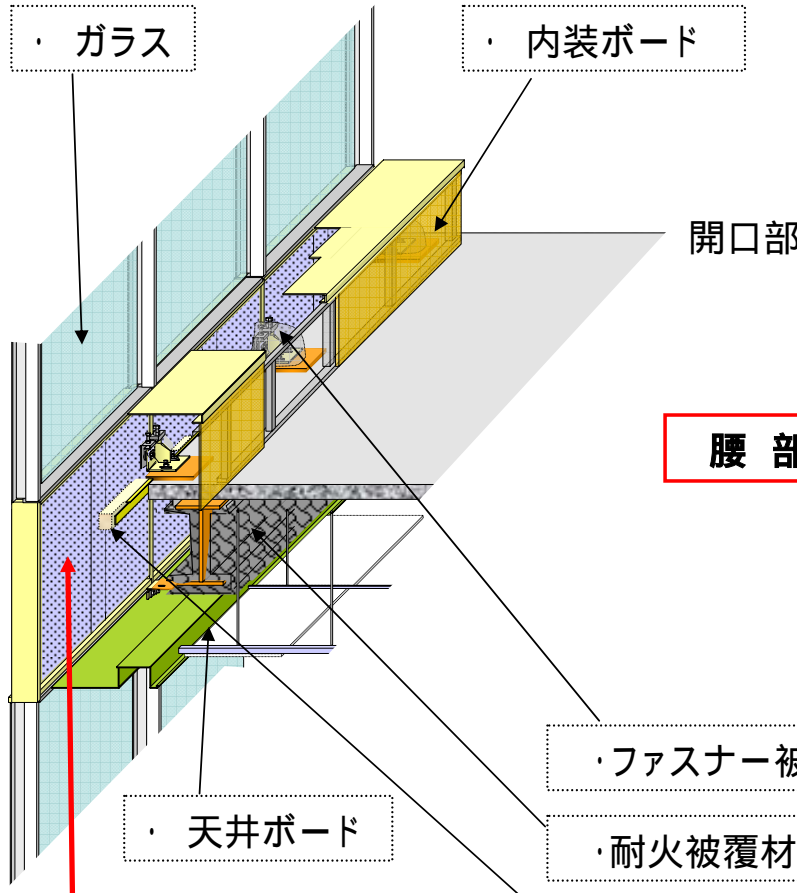 ・ ガラス
・ 内装ボード
開口部
腰 部
・ファスナー被
・天井ボード
・耐火被覆材